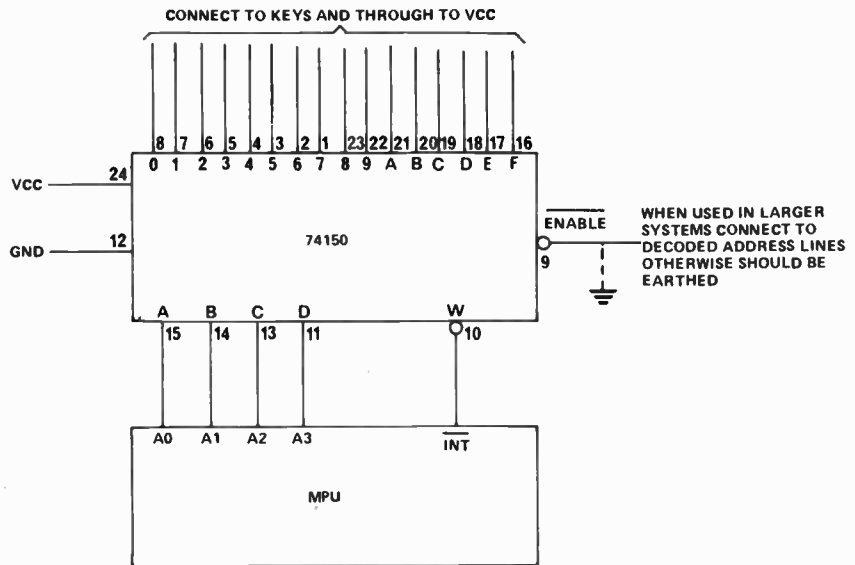 CONNECT TO KEYS AND THROUGH TO VCC
8 7 6 5 4 3 2 1 23 22 21 20 19 18 17 16
0 1 2 3 4 5 6 7 8 9 A B C D E F
24
VCC
12
GND
74150
ENABLE
9
WHEN USED IN LARGER
SYSTEMS CONNECT TO
DECODED ADDRESS LINES
OTHERWISE SHOULD BE
EARTHED
A B C D W
15 14 13 11 10
A0 A1 A2 A3 INT
MPU